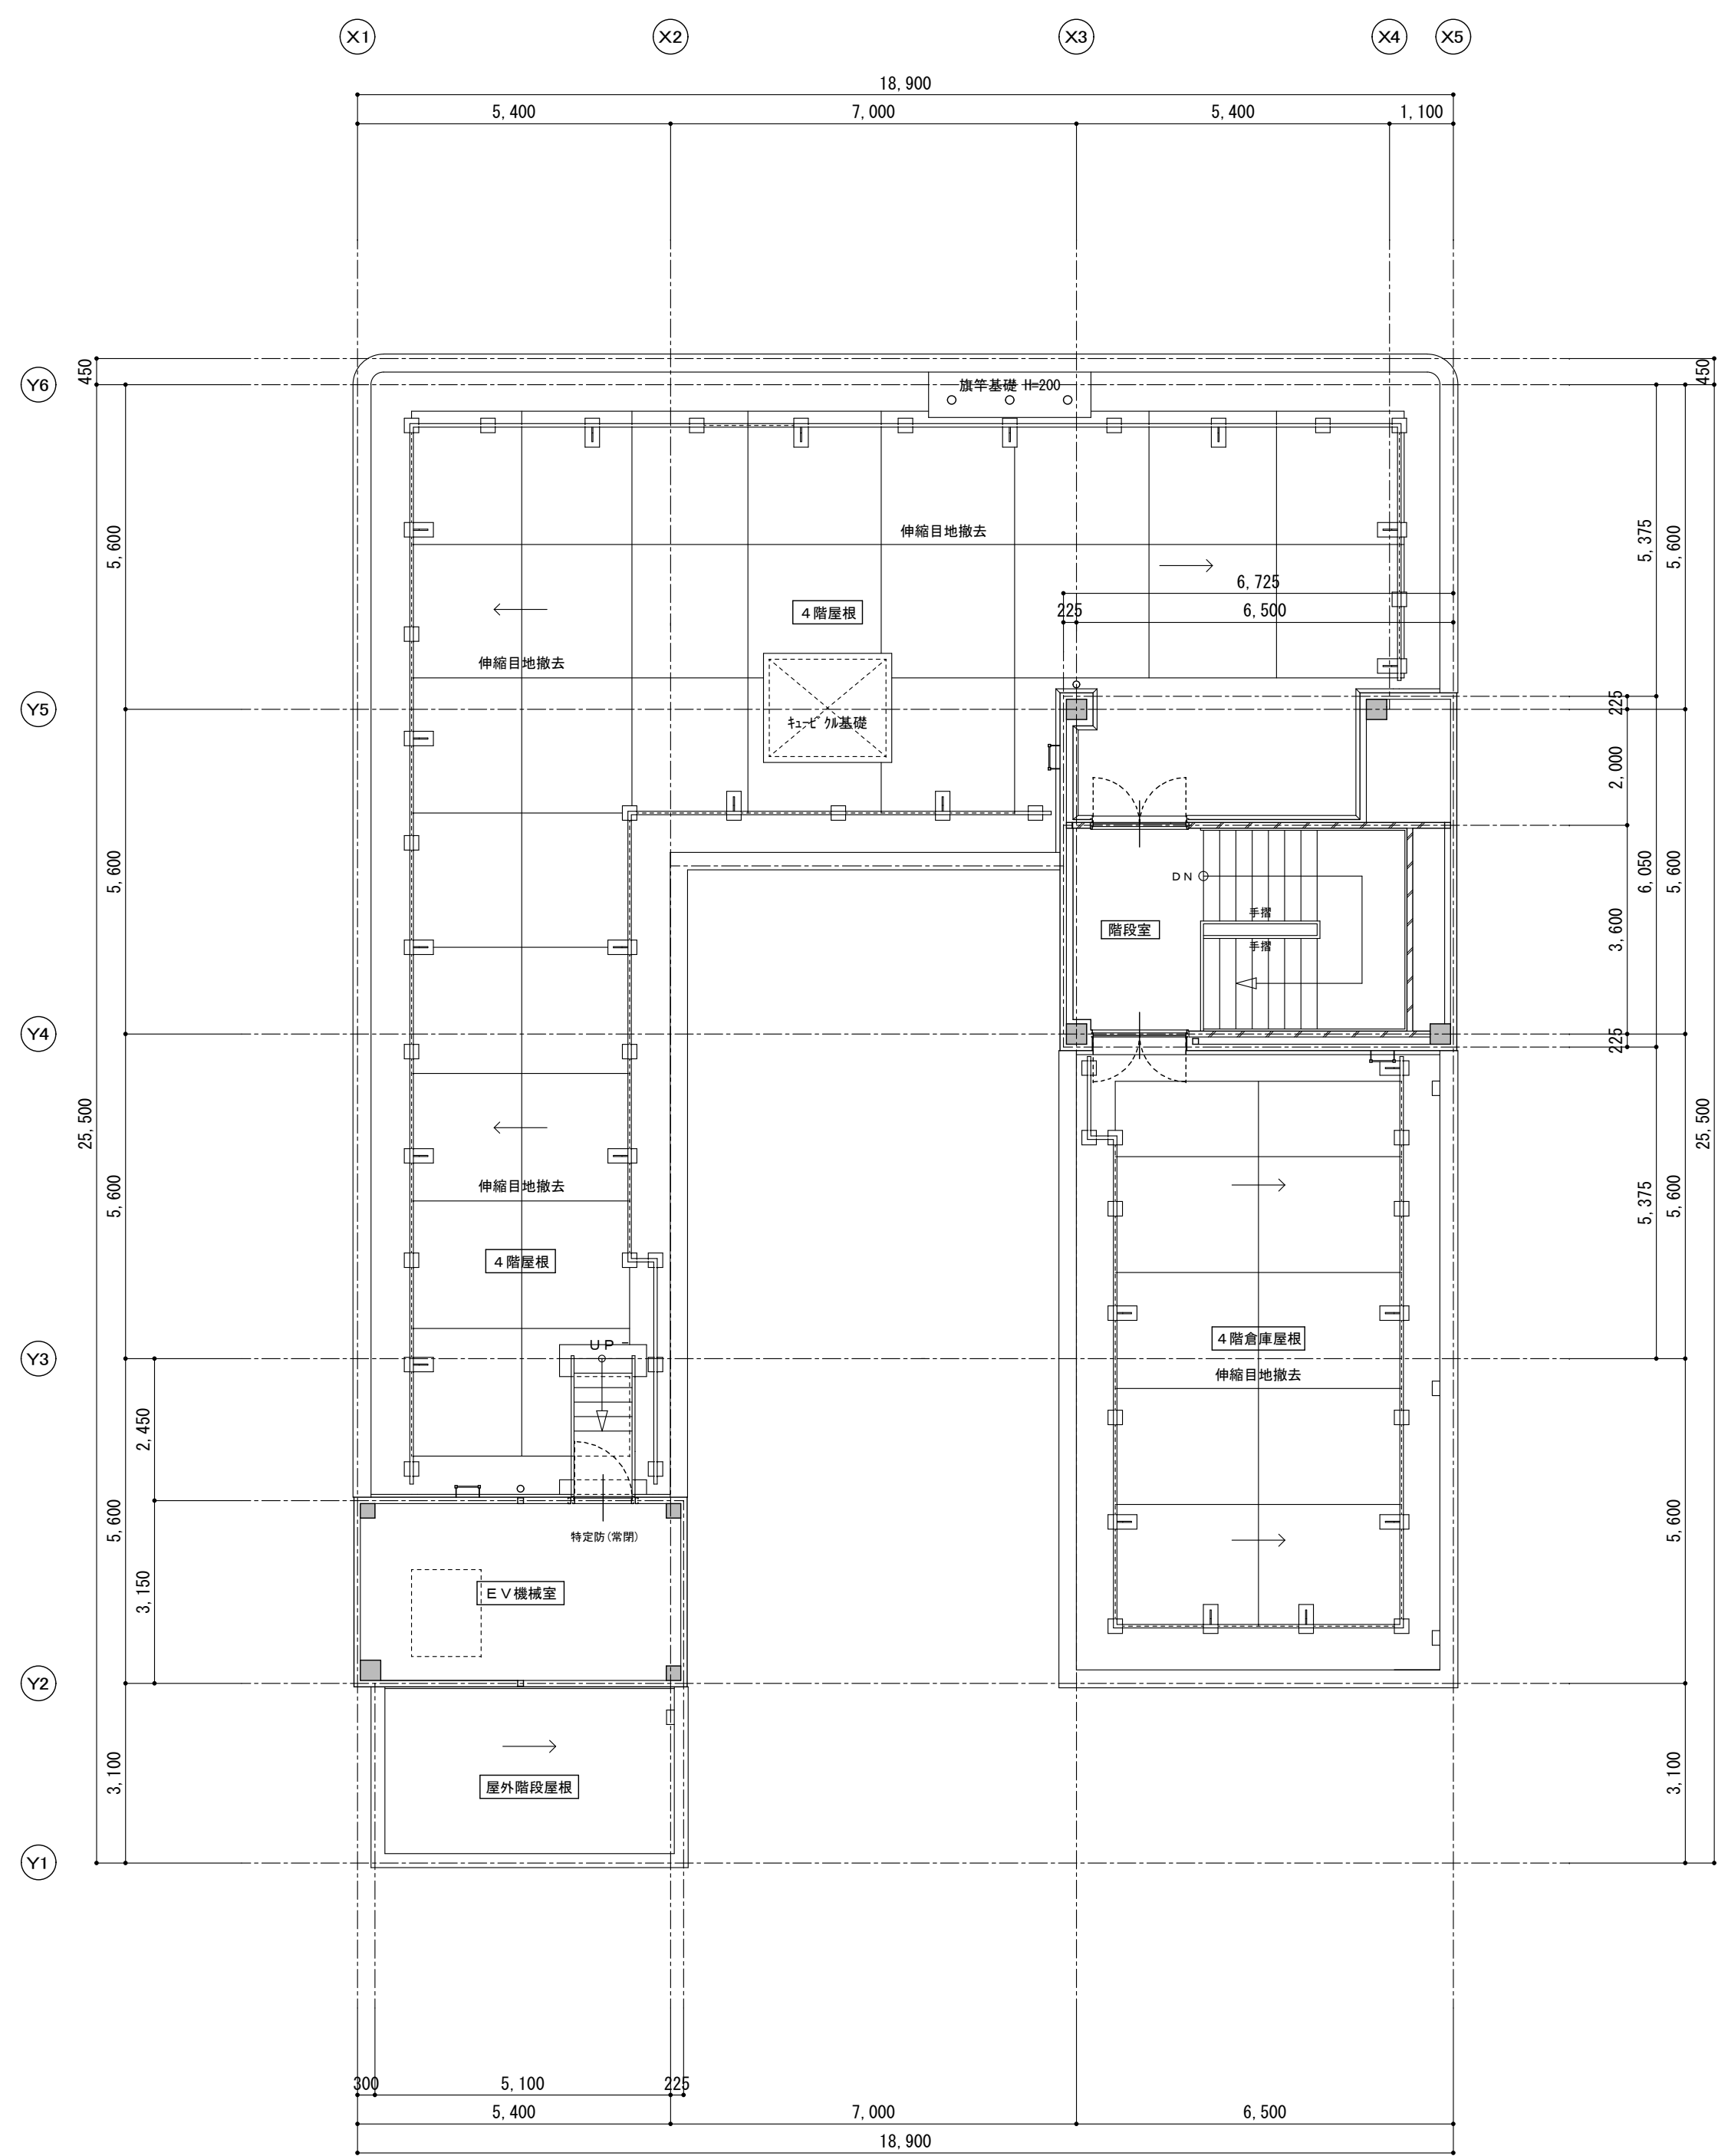 X1
X2
X3
X4
X5
18,900
5,400
7,000
5,400
1,100
450
450
Y6
旗竿基礎 H=200
5,600
伸縮目地撤去
5,375
5,600
6,725
4階屋根
225
6,500
伸縮目地撤去
Y5
225
キュービクル基礎
2,000
5,600
DN
6,050
5,600
手摺
階段室
3,600
手摺
Y4
225
25,500
25,500
5,600
伸縮目地撤去
5,375
5,600
4階屋根
UP
4階倉庫屋根
Y3
伸縮目地撤去
2,450
5,600
特定防(常閉)
5,600
3,150
EV機械室
Y2
3,100
屋外階段屋根
3,100
Y1
300
5,100
225
5,400
7,000
6,500
18,900